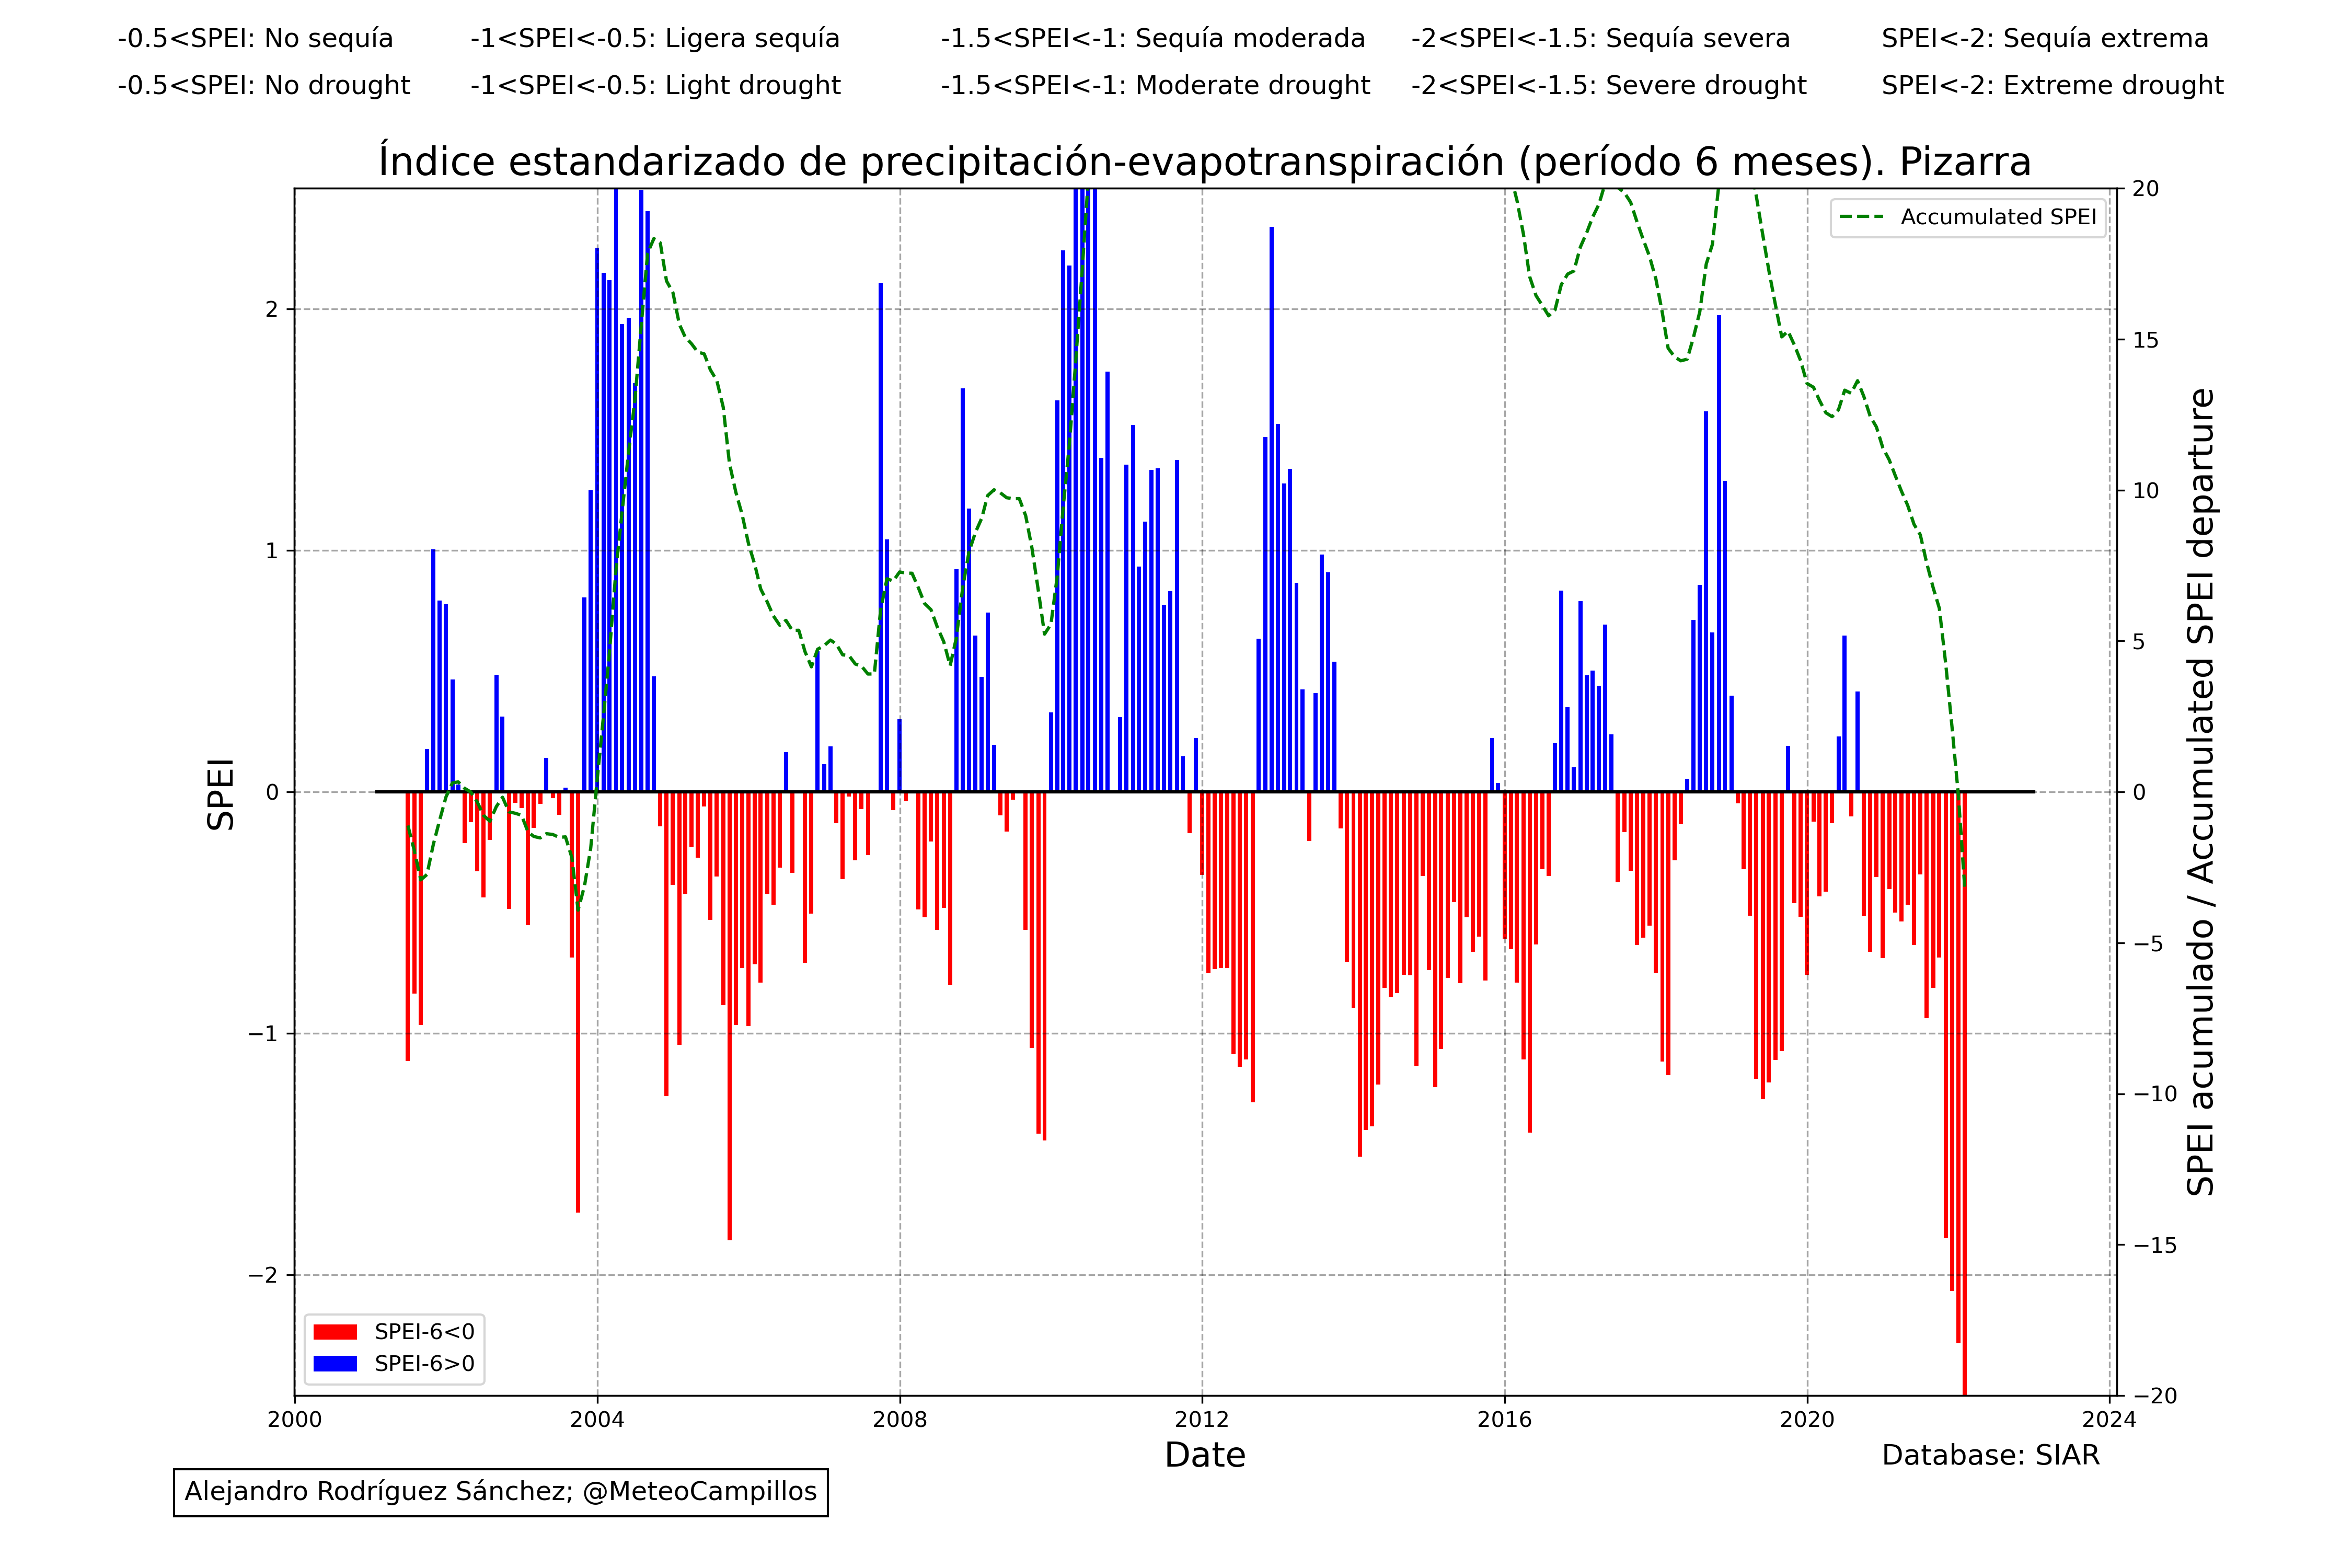 -0.5<SPEI: No sequía -1<SPEI<-0.5: Ligera sequía -1.5<SPEI<-1: Sequía moderada -2<SPEI<-1.5: Sequía severa SPEI<-2: Sequía extrema
-0.5<SPEI: No drought -1<SPEI<-0.5: Light drought -1.5<SPEI<-1: Moderate drought -2<SPEI<-1.5: Severe drought SPEI<-2: Extreme drought
Índice estandarizado de precipitación-evapotranspiración (período 6 meses). Pizarra
Accumulated SPEI
SPEI
2
1
0
−1
−2
20
15
10
5
0
−5
−10
−15
−20
SPEI acumulado / Accumulated SPEI departure
SPEI-6<0
SPEI-6>0
2000 2004 2008 2012 2016 2020 2024
Date
Database: SIAR
Alejandro Rodríguez Sánchez; @MeteoCampillos